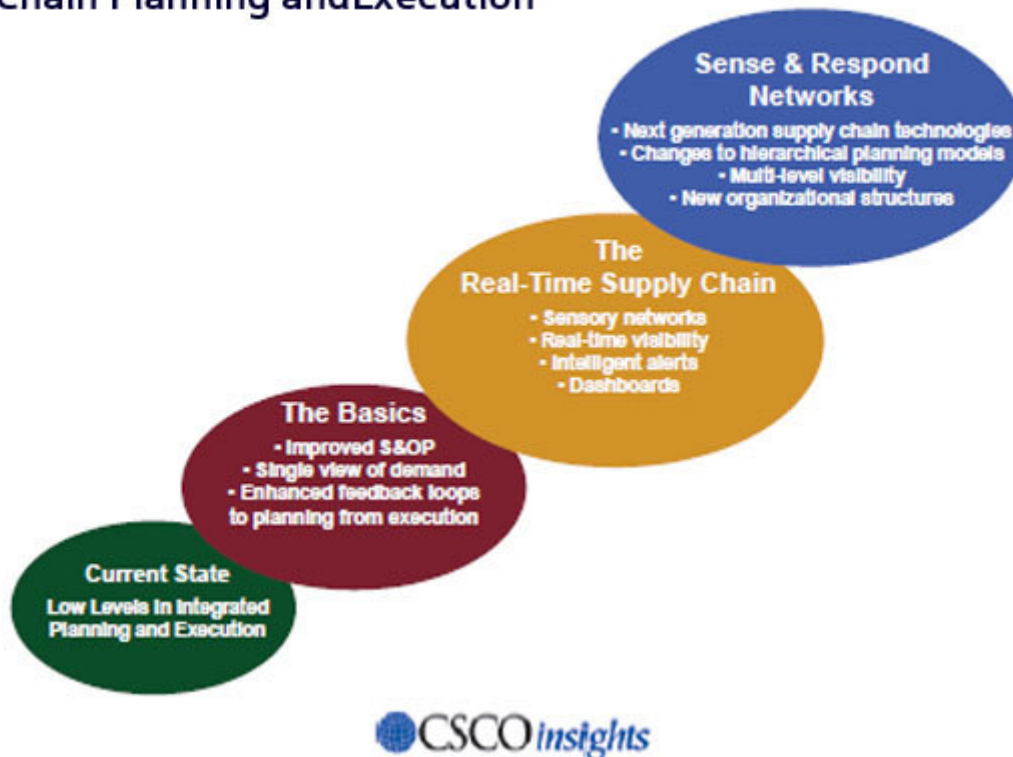 Chain Planning andExecution
Sense & Respond
Networks
- Next generation supply chain technologies
- Changes to hierarchical planning models
- Multi-level visibility
- New organizational structures
The
Real-Time Supply Chain
- Sensory networks
- Real-time visibility
- Intelligent alerts
- Dashboards
The Basics
- Improved S&OP
- Single view of demand
- Enhanced feedback loops
to planning from execution
Current State
Low Levels in Integrated
Planning and Execution
CSCO insights